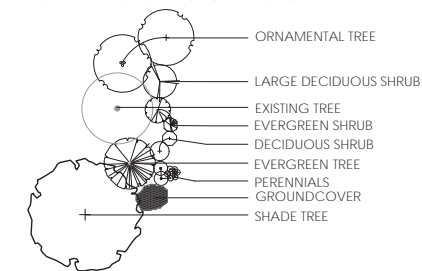 ORNAMENTAL TREE
LARGE DECIDUOUS SHRUB
EXISTING TREE
EVERGREEN SHRUB
DECIDUOUS SHRUB
EVERGREEN TREE
PERENNIALS
GROUNDCOVER
SHADE TREE